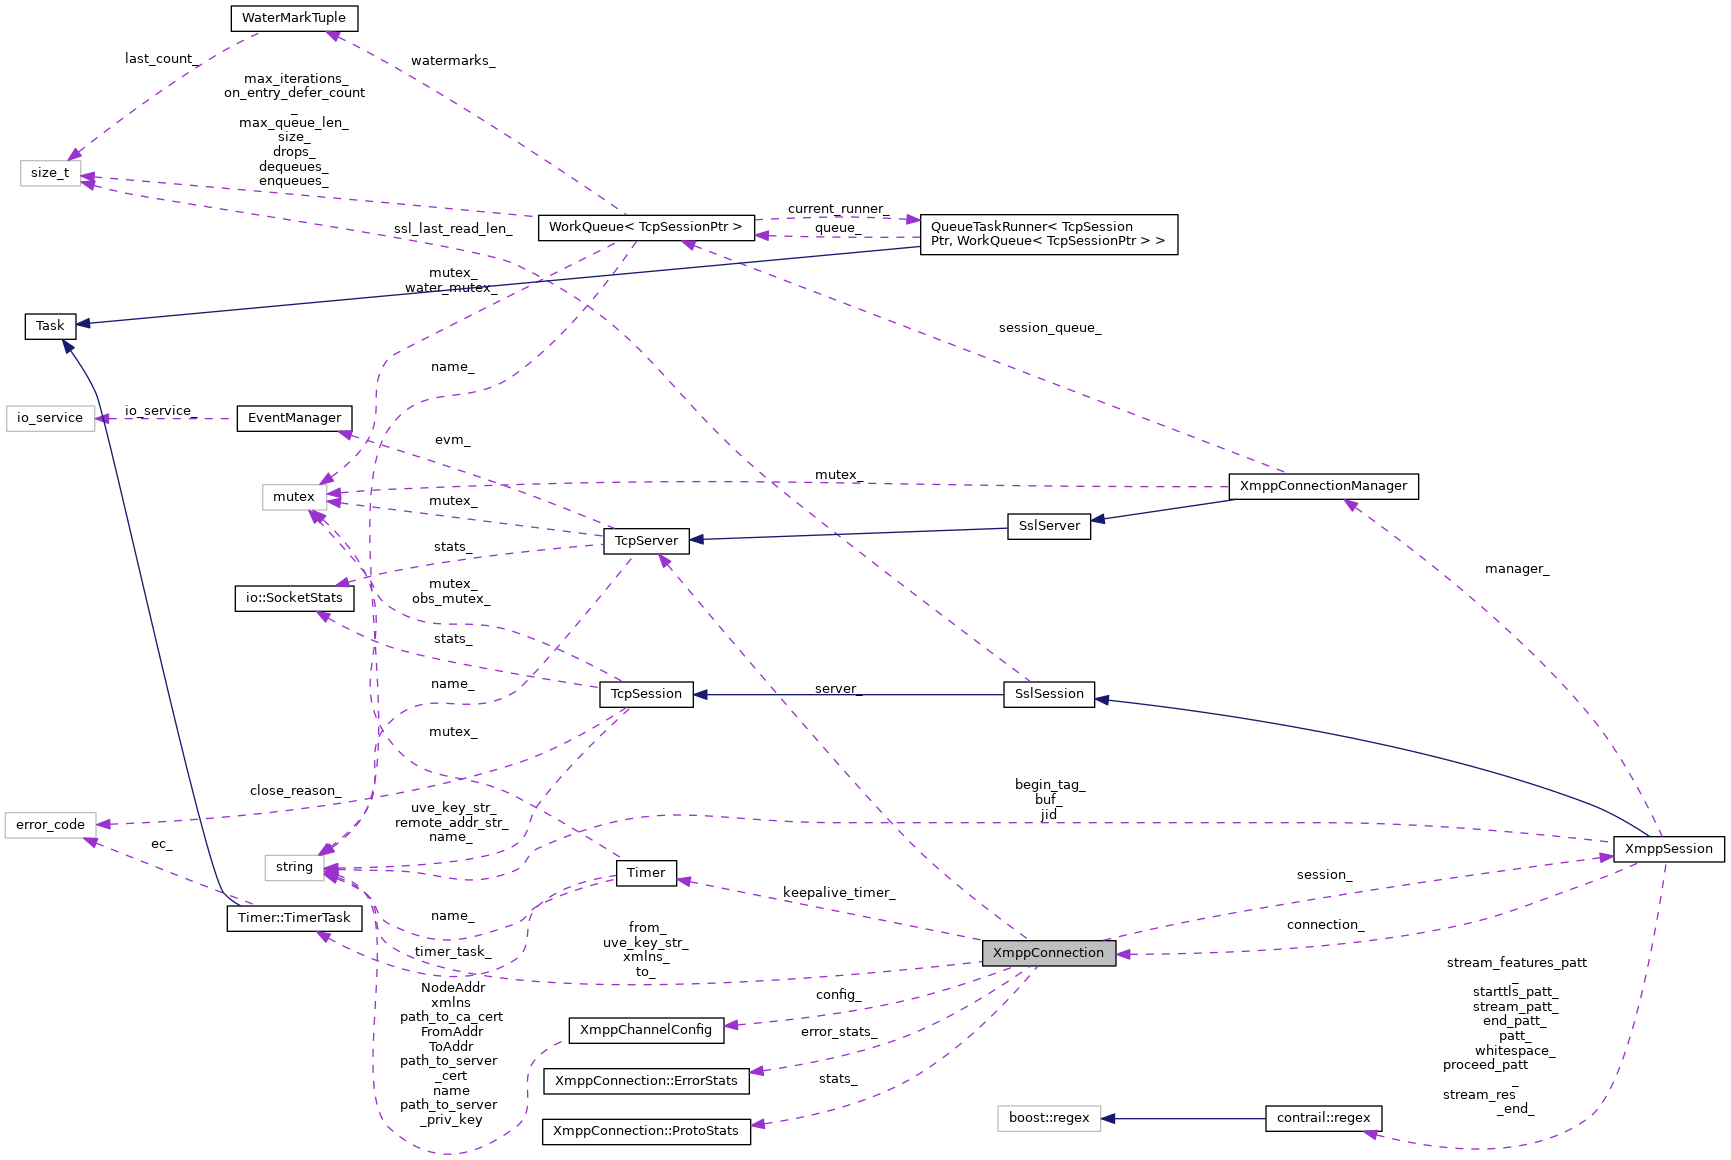 WaterMarkTuple
last_count_
watermarks_
max_iterations_
on_entry_defer_count
_
max_queue_len_
size_
drops_
dequeues_
enqueues_
size_t
current_runner_
queue_
WorkQueue< TcpSessionPtr >
QueueTaskRunner< TcpSession
Ptr, WorkQueue< TcpSessionPtr > >
ssl_last_read_len_
mutex_
water_mutex_
Task
session_queue_
name_
io_service
io_service_
EventManager
evm_
mutex_
mutex
mutex_
XmppConnectionManager
SslServer
TcpServer
stats_
manager_
mutex_
obs_mutex_
io::SocketStats
stats_
name_
TcpSession
server_
SslSession
mutex_
close_reason_
begin_tag_
buf_
jid
uve_key_str_
remote_addr_str_
name_
error_code
ec_
string
Timer
XmppSession
session_
keepalive_timer_
Timer::TimerTask
name_
timer_task_
from_
uve_key_str_
xmlns_
to_
connection_
XmppConnection
stream_features_patt
_
starttls_patt_
stream_patt_
end_patt_
patt_
whitespace_
proceed_patt
_
stream_res
_end_
NodeAddr
xmlns
path_to_ca_cert
FromAddr
ToAddr
path_to_server
_cert
name
path_to_server
_priv_key
config_
XmppChannelConfig
error_stats_
XmppConnection::ErrorStats
stats_
XmppConnection::ProtoStats
boost::regex
contrail::regex